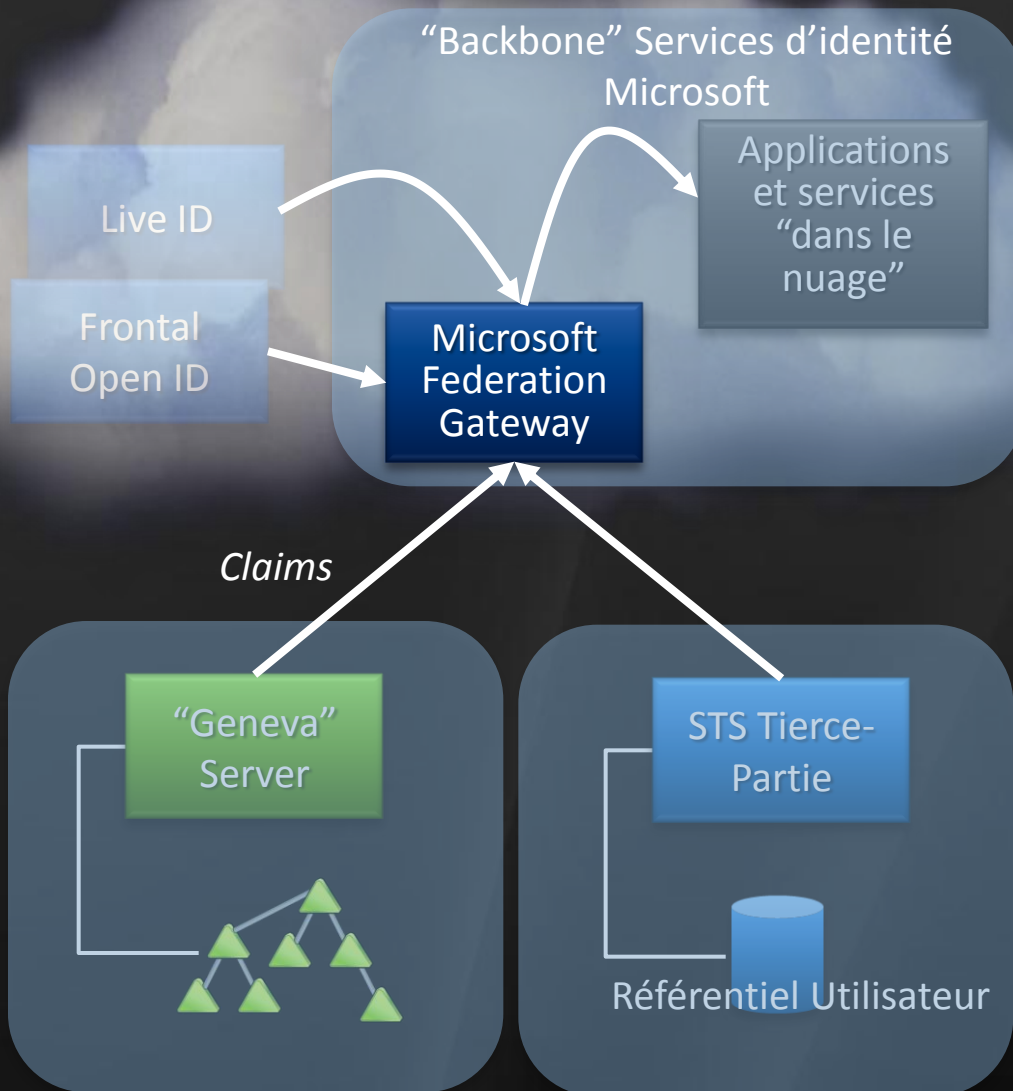 “Backbone” Services d’identité
Microsoft
Applications
et services
“dans le
nuage”
Live ID
Frontal
Open ID
Microsoft
Federation
Gateway
Claims
“Geneva”
Server
STS Tierce-
Partie
Référentiel Utilisateur